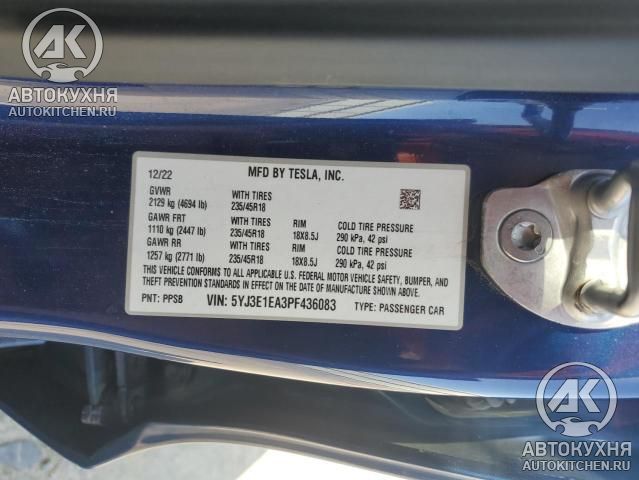 AK
АВТОКУХНЯ
AUTOKITCHEN.RU
MFD BY TESLA, INC.
12/22
GVWR WITH TIRES
2129 kg (4694 lb) 235/45R18
GAWR FRT WITH TIRES RIM COLD TIRE PRESSURE
1110 kg (2447 lb) 235/45R18 18X8.5J 290 kPa, 42 psi
GAWR RR WITH TIRES RIM COLD TIRE PRESSURE
1257 kg (2771 lb) 235/45R18 18X8.5J 290 kPa, 42 psi
THIS VEHICLE CONFORMS TO ALL APPLICABLE U.S. FEDERAL MOTOR VEHICLE SAFETY, BUMPER, AND
THEFT PREVENTION STANDARDS IN EFFECT ON THE DATE OF MANUFACTURE SHOWN ABOVE.
PNT: PPSB VIN: 5YJ3E1EA3PF436083 TYPE: PASSENGER CAR
AK
АВТОКУХНЯ
AUTOKITCHEN.RU